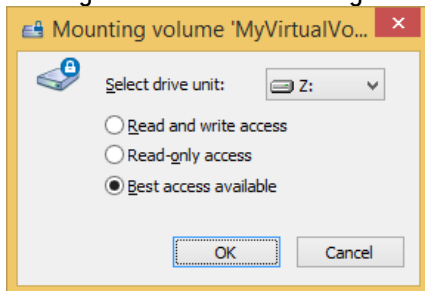 Mounting volume 'MyVirtualVo...
Select drive unit:
Z:
Read and write access
Read-only access
Best access available
OK
Cancel